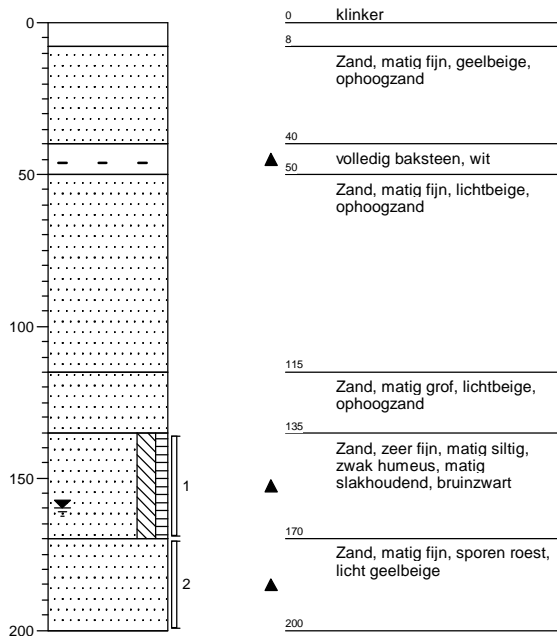 0
klinker
0
8
Zand, matig fijn, geelbeige,
ophoogzand
40
volledig baksteen, wit
50
50
Zand, matig fijn, lichtbeige,
ophoogzand
100
115
Zand, matig grof, lichtbeige,
ophoogzand
135
Zand, zeer fijn, matig siltig,
zwak humeus, matig
slakhoudend, bruinzwart
150
1
170
Zand, matig fijn, sporen roest,
licht geelbeige
2
200
200